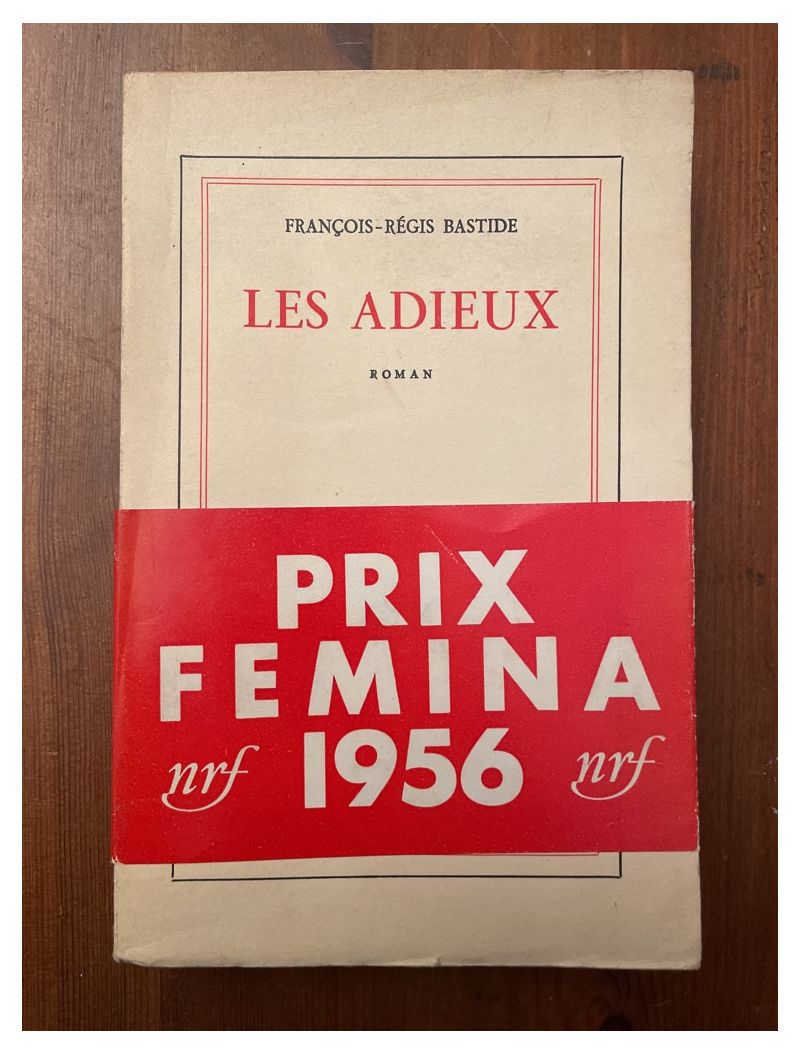 FRANÇOIS-RÉGIS BASTIDE
LES ADIEUX
ROMAN
PRIX
FEMINA
1956
nrf
nrf